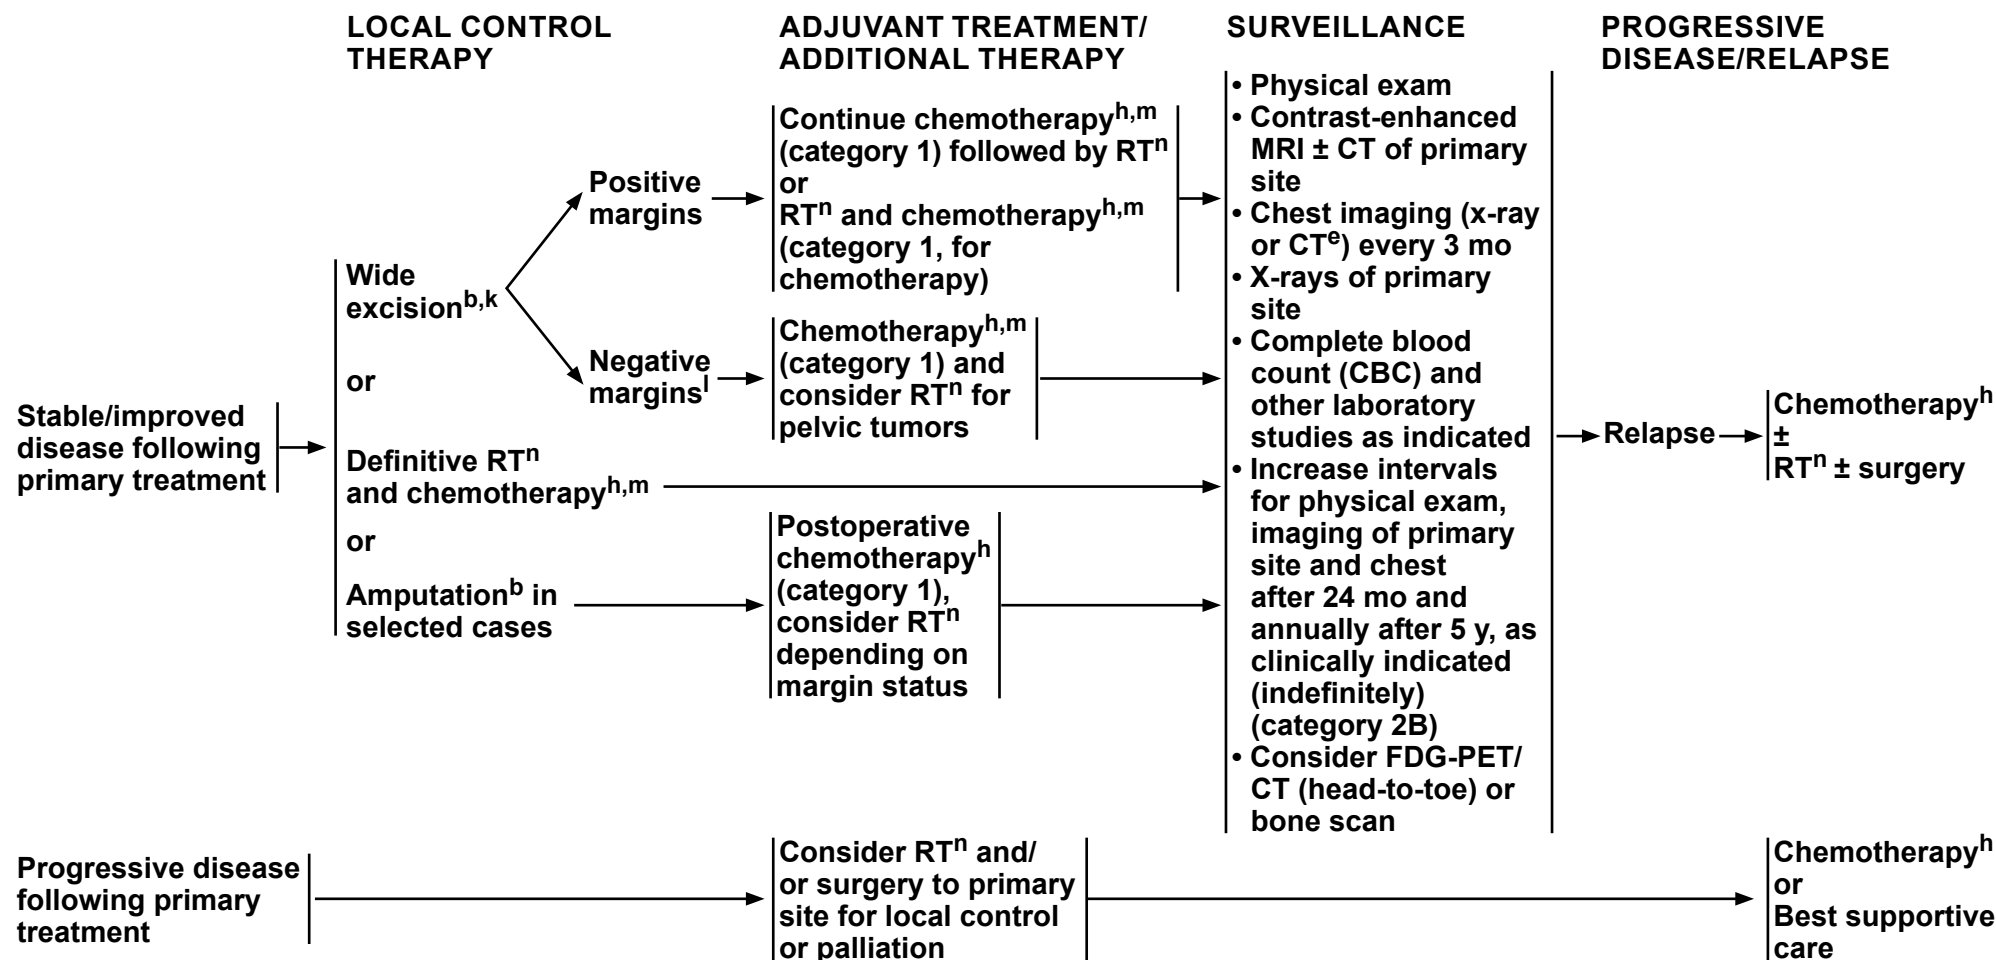 LOCAL CONTROL
THERAPY
ADJUVANT TREATMENT/
ADDITIONAL THERAPY
SURVEILLANCE
PROGRESSIVE
DISEASE/RELAPSE
Stable/improved
disease following
primary treatment
Wide
excisionb,k
or
Definitive RTn
and chemotherapyh,m
or
Amputationb in
selected cases
Positive
margins
Negative
marginsl
Continue chemotherapyh,m
(category 1) followed by RTn
or
RTn and chemotherapyh,m
(category 1, for
chemotherapy)
Chemotherapyh,m
(category 1) and
consider RTn for
pelvic tumors
Postoperative
chemotherapyh
(category 1),
consider RTn
depending on
margin status
• Physical exam
• Contrast-enhanced
MRI ± CT of primary
site
• Chest imaging (x-ray
or CTe) every 3 mo
• X-rays of primary
site
• Complete blood
count (CBC) and
other laboratory
studies as indicated
• Increase intervals
for physical exam,
imaging of primary
site and chest
after 24 mo and
annually after 5 y, as
clinically indicated
(indefinitely)
(category 2B)
• Consider FDG-PET/
CT (head-to-toe) or
bone scan
Relapse
Chemotherapyh
±
RTn ± surgery
Progressive disease
following primary
treatment
Consider RTn and/
or surgery to primary
site for local control
or palliation
Chemotherapyh
or
Best supportive
care